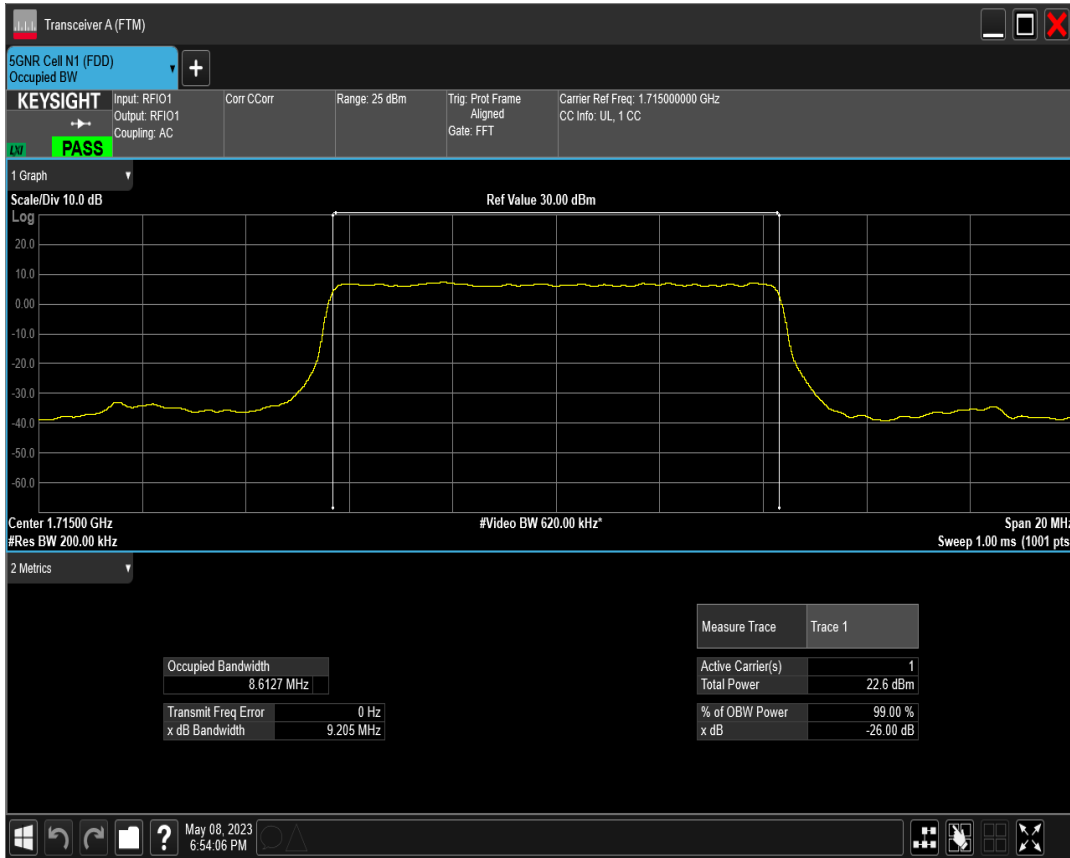 Transceiver A (FTM)
5GNR Cell N1 (FDD)
Occupied BW
+
KEYSIGHT
LXI
PASS
Input: RFIO1
Output: RFIO1
Coupling: AC
Corr CCorr
Range: 25 dBm
Trig: Prot Frame
Aligned
Gate: FFT
Carrier Ref Freq: 1.715000000 GHz
CC Info: UL, 1 CC
1 Graph
Scale/Div 10.0 dB
Ref Value 30.00 dBm
Log
20.0
10.0
0.00
-10.0
-20.0
-30.0
-40.0
-50.0
-60.0
Center 1.71500 GHz
#Video BW 620.00 kHz*
Span 20 MHz
#Res BW 200.00 kHz
Sweep 1.00 ms (1001 pts
2 Metrics
Measure Trace Trace 1
Occupied Bandwidth
8.6127 MHz
Transmit Freq Error 0 Hz
x dB Bandwidth 9.205 MHz
Active Carrier(s) 1
Total Power 22.6 dBm
% of OBW Power 99.00 %
x dB -26.00 dB
?
May 08, 2023
6:54:06 PM